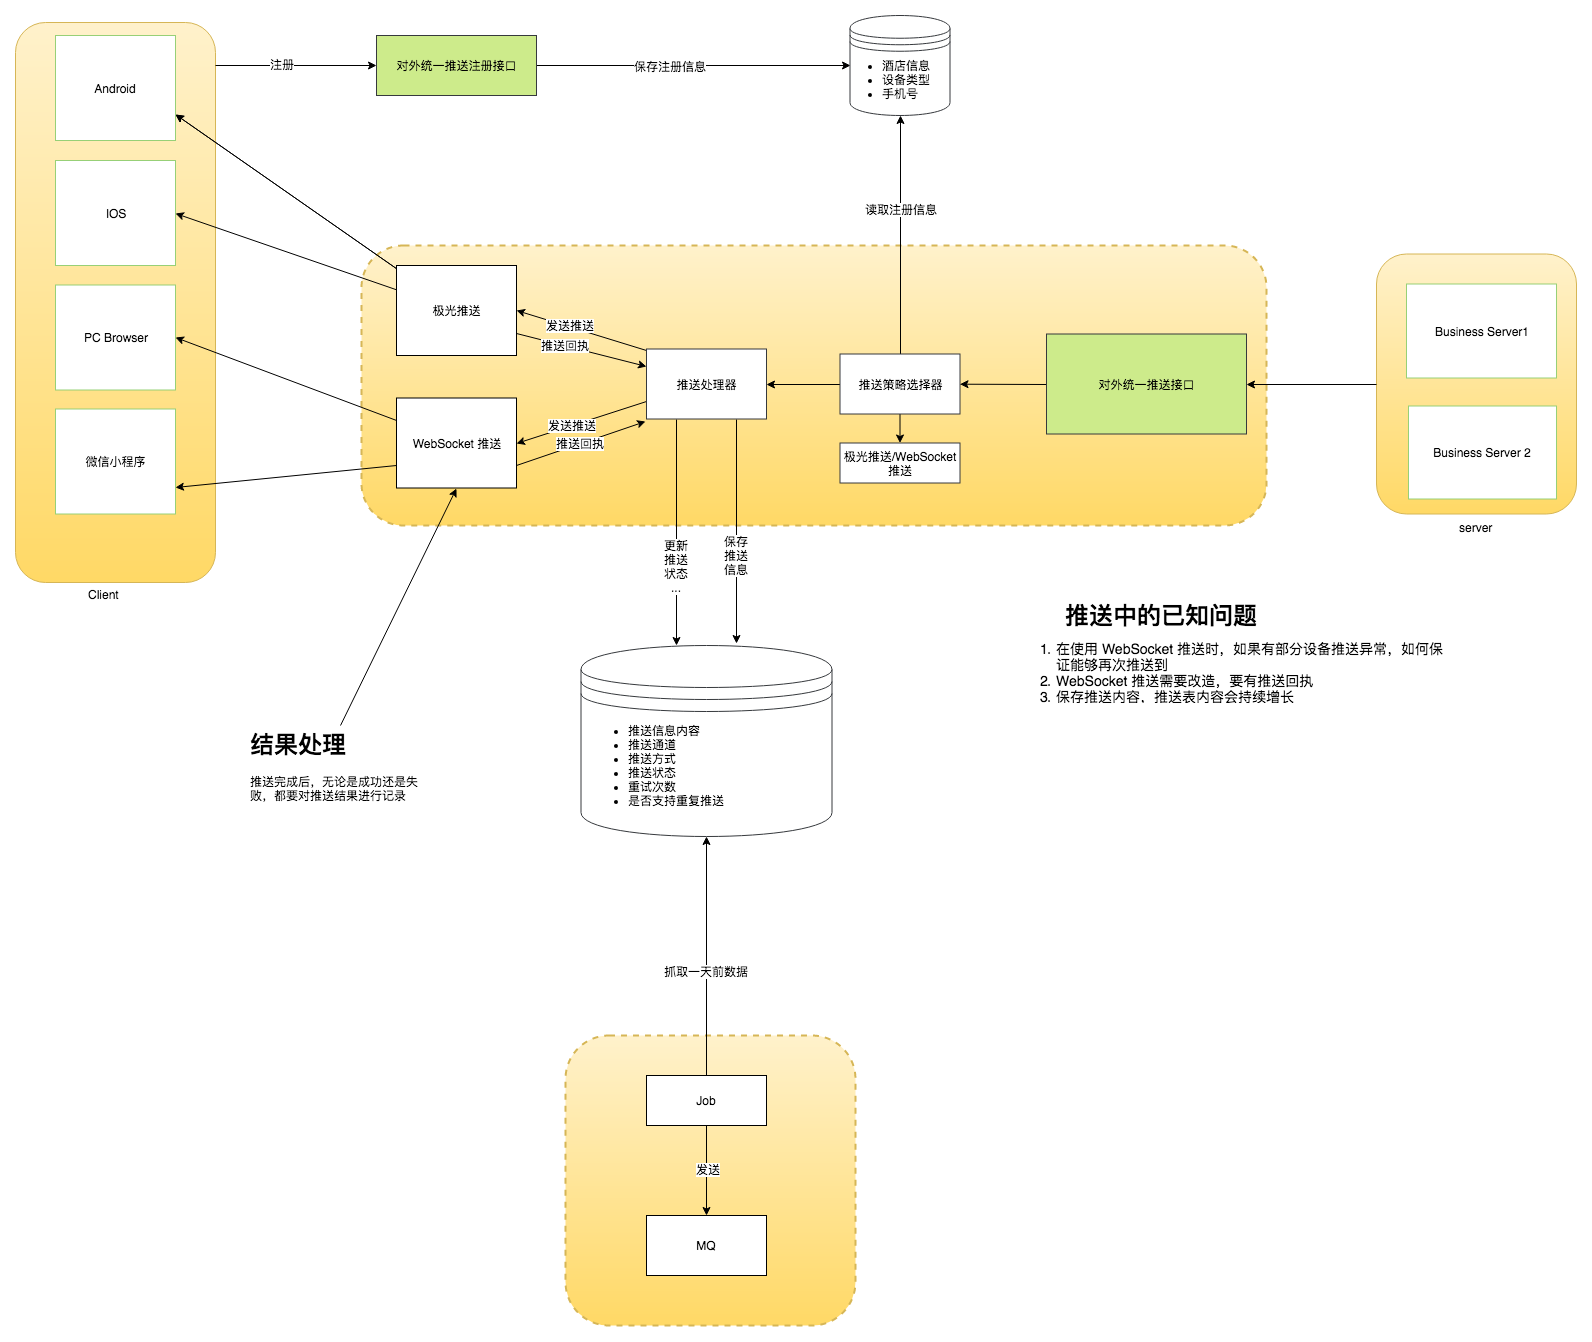 Android
IOS
PC Browser
微信小程序
Client
注册
对外统一推送注册接口
保存注册信息
酒店信息
设备类型
手机号
读取注册信息
极光推送
发送推送
推送回执
WebSocket 推送
发送推送
推送回执
推送处理器
推送策略选择器
极光推送/WebSocket
推送
对外统一推送接口
Business Server1
Business Server 2
server
更新
推送
状态
...
保存
推送
信息
推送中的已知问题
1. 在使用 WebSocket 推送时，如果有部分设备推送异常，如何保
证能够再次推送到
2. WebSocket 推送需要改造，要有推送回执
3. 保存推送内容，推送表内容会持续增长
结果处理
推送完成后，无论是成功还是失
败，都要对推送结果进行记录
推送信息内容
推送通道
推送方式
推送状态
重试次数
是否支持重复推送
抓取一天前数据
Job
发送
MQ